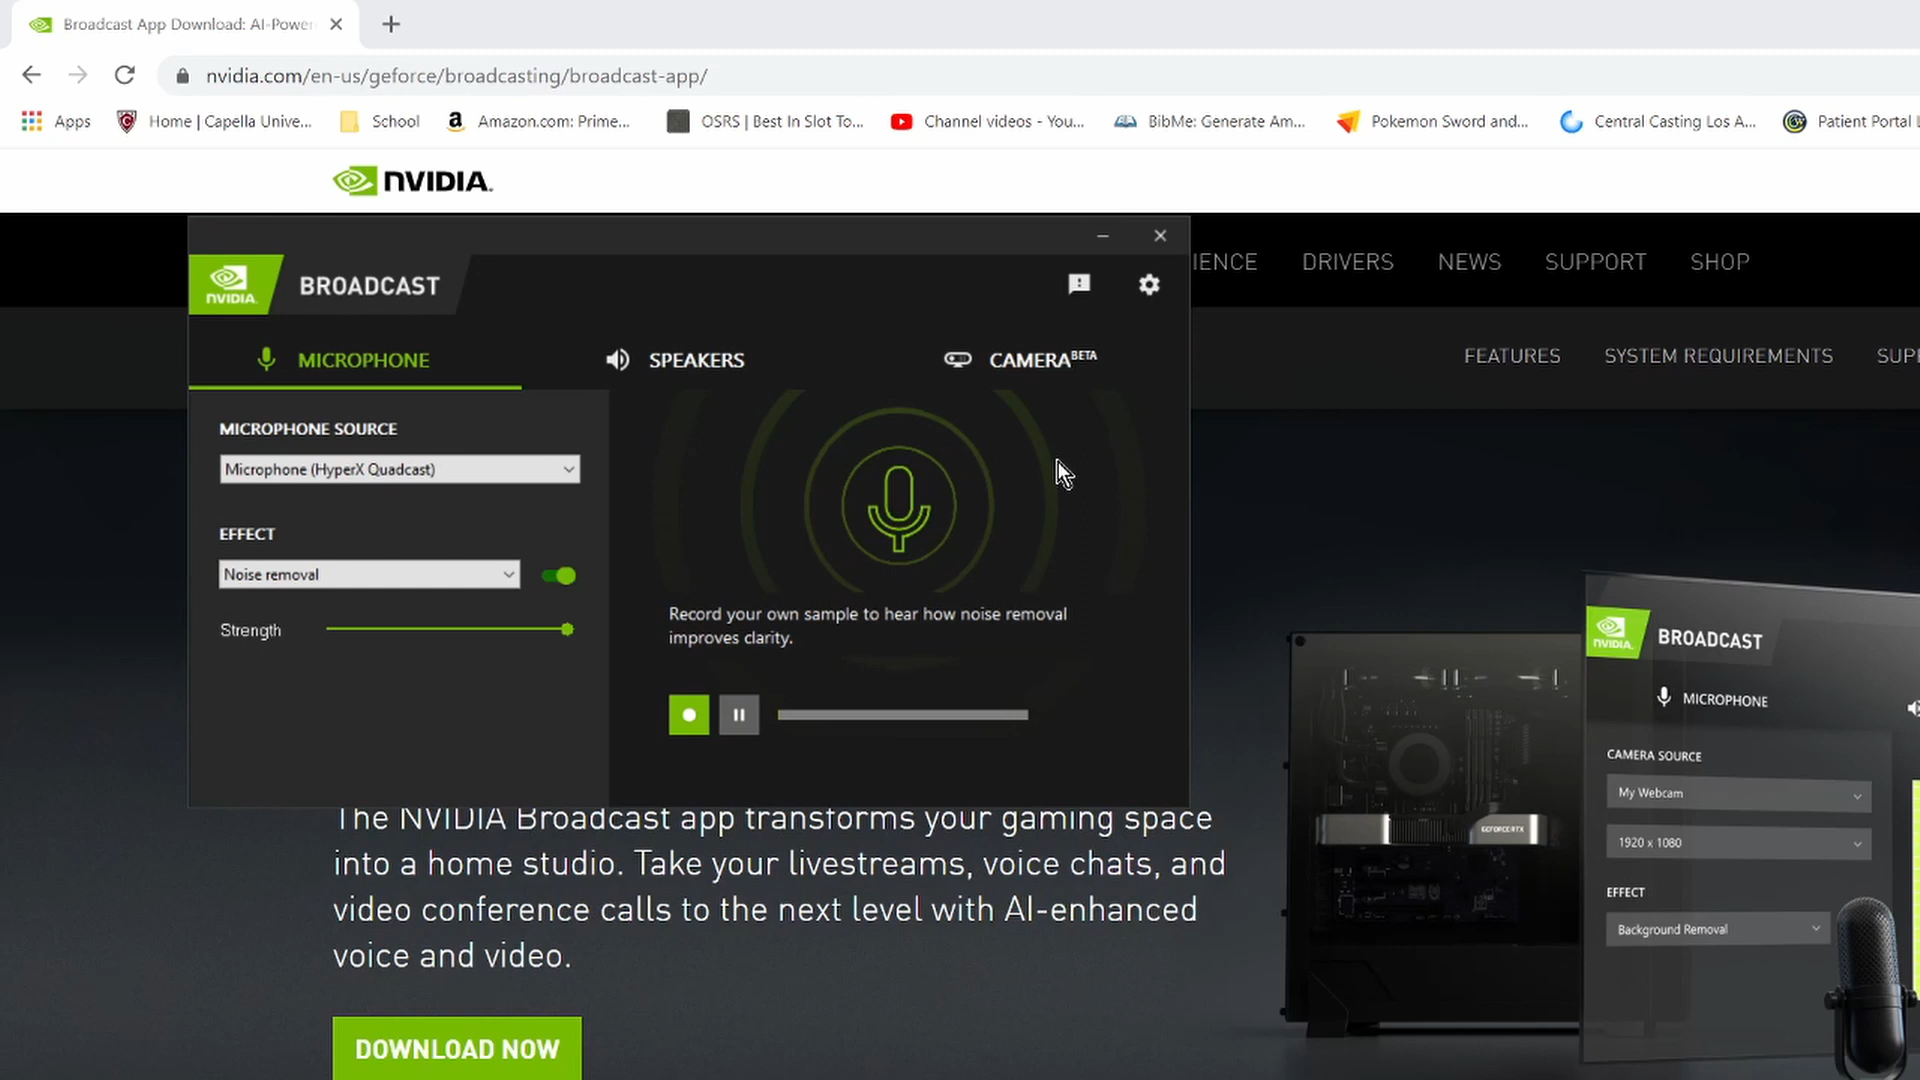 Broadcast App Download: AI-Power
nvidia.com/en-us/geforce/broadcasting/broadcast-app/
Apps
Home | Capella Unive...
School
Amazon.com: Prime...
OSRS | Best In Slot To...
Channel videos - You...
BibMe: Generate Am...
Pokemon Sword and...
Central Casting Los A...
Patient Portal L
NVIDIA.
IENCE
DRIVERS
NEWS
SUPPORT
SHOP
NVIDIA.
BROADCAST
MICROPHONE
SPEAKERS
CAMERA BETA
FEATURES
SYSTEM REQUIREMENTS
SUPP
MICROPHONE SOURCE
Microphone (HyperX Quadcast)
EFFECT
Noise removal
Strength
Record your own sample to hear how noise removal
improves clarity.
The NVIDIA Broadcast app transforms your gaming space
into a home studio. Take your livestreams, voice chats, and
video conference calls to the next level with AI-enhanced
voice and video.
DOWNLOAD NOW
GEFORCE RTX
NVIDIA.
BROADCAST
MICROPHONE
CAMERA SOURCE
My Webcam
1920 x 1080
EFFECT
Background Removal